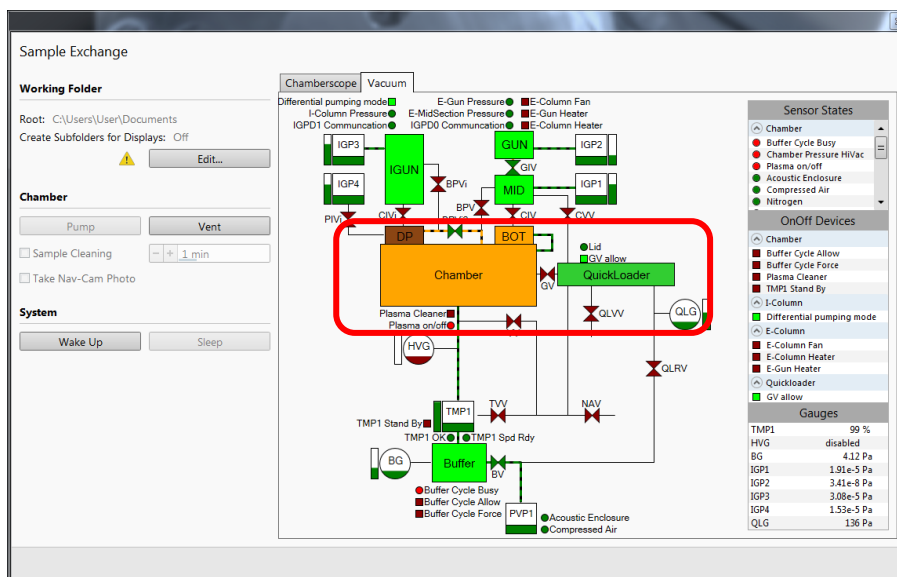 Sample Exchange
Working Folder
Root: C:\Users\User\Documents
Create Subfolders for Displays: Off
Edit...
Chamber
Pump
Vent
Sample Cleaning
- + 1 min
Take Nav-Cam Photo
System
Wake Up
Sleep
Chamberscope
Vacuum
Differential pumping mode
E-Gun Pressure
E-Column Fan
I-Column Pressure
E-MidSection Pressure
E-Gun Heater
IGPD1 Communcation
IGPD0 Communcation
E-Column Heater
IGP3
IGUN
GUN
IGP2
GIV
IGP4
BPVi
MID
IGP1
BPV
PIVi
CIVi
CIV
CVV
DP
BOT
Lid
GV allow
Chamber
GV
QuickLoader
Plasma Cleaner
Plasma on/off
QLVV
QLG
HVG
QLRV
TVV
NAV
TMP1
TMP1 Stand By
TMP1 OK
TMP1 Spd Rdy
BG
Buffer
BV
Buffer Cycle Busy
Buffer Cycle Allow
Buffer Cycle Force
PVP1
Acoustic Enclosure
Compressed Air
Sensor States
Chamber
Buffer Cycle Busy
Chamber Pressure HiVac
Plasma on/off
Acoustic Enclosure
Compressed Air
Nitrogen
OnOff Devices
Chamber
Buffer Cycle Allow
Buffer Cycle Force
Plasma Cleaner
TMP1 Stand By
I-Column
Differential pumping mode
E-Column
E-Column Fan
E-Column Heater
E-Gun Heater
Quickloader
GV allow
Gauges
TMP1 99 %
HVG disabled
BG 4.12 Pa
IGP1 1.91e-5 Pa
IGP2 3.41e-8 Pa
IGP3 3.08e-5 Pa
IGP4 1.53e-5 Pa
QLG 136 Pa